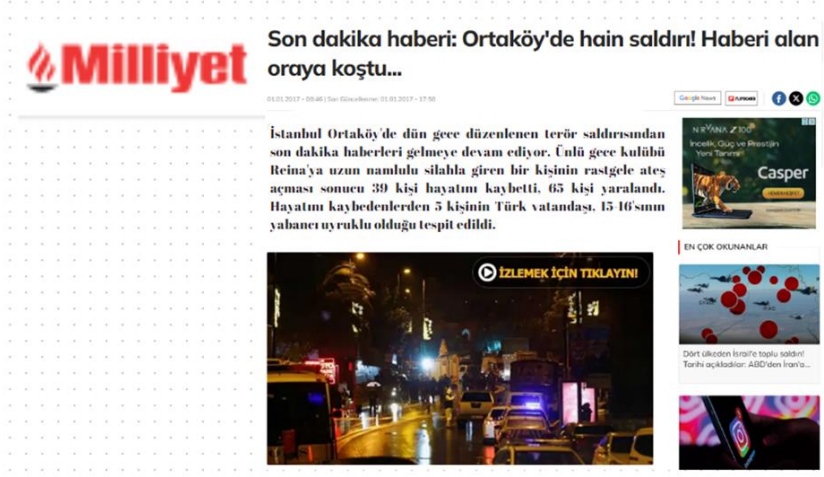 Milliyet
Son dakika haberi: Ortaköy'de hain saldırı! Haberi alan
oraya koştu...
01.01.2017 - 09:46 | Son Güncellenme: 01.01.2017 - 17:50
Google News
FLIPBOARD
İstanbul Ortaköy'de dün gece düzenlenen terör saldırısından
son dakika haberleri gelmeye devam ediyor. Ünlü gece kulübü
Reina'ya uzun namlulu silahla giren bir kişinin rastgele ateş
açması sonucu 39 kişi hayatını kaybetti, 65 kişi yaralandı.
Hayatını kaybedenlerden 5 kişinin Türk vatandaşı, 15-16'sının
yabancı uyruklu olduğu tespit edildi.
İZLEMEK İÇİN TIKLAYIN!
NIRVANA Z100
İncelik, Güç ve Prestijin
Yeni Tanımı
Casper
EN ÇOK OKUNANLAR
Dört ülkeden İsrail'e toplu saldırı!
Tarihi açıkladılar: ABD'den İran'a...